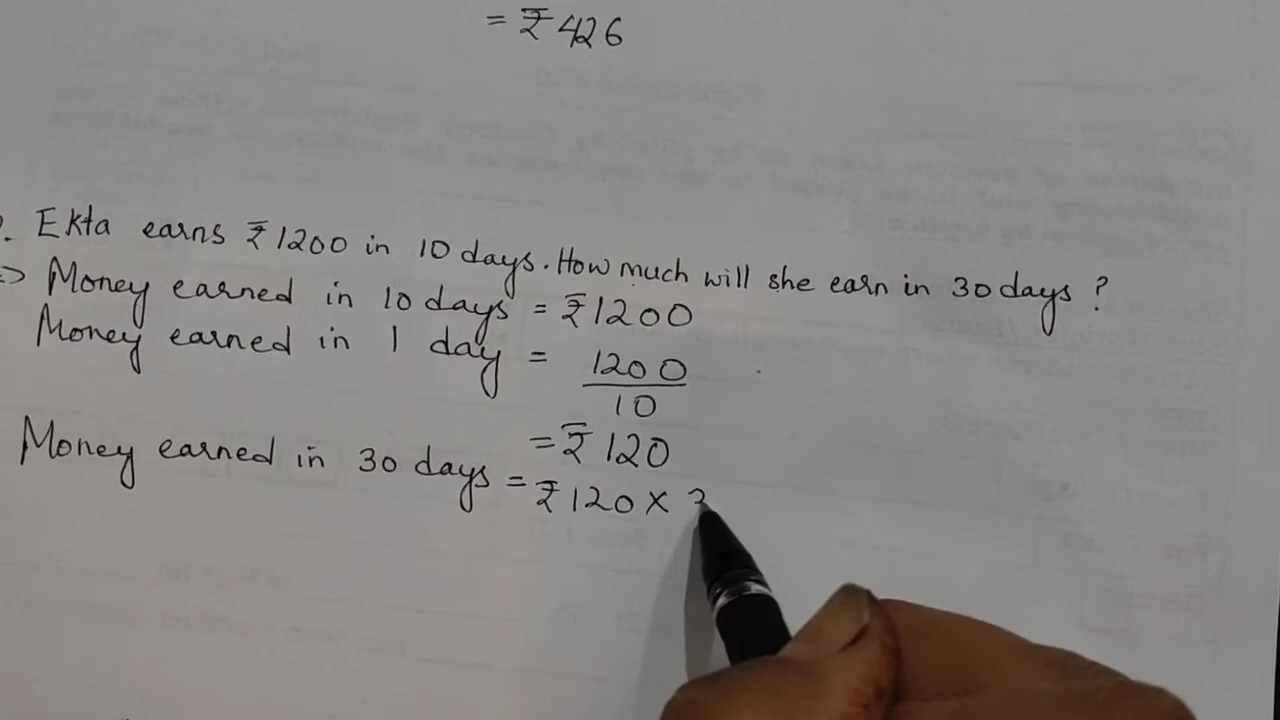 = ₹426
. Ekta earns ₹1200 in 10 days. How much will she earn in 30 days ?
=> Money earned in 10 days = ₹1200
Money earned in 1 day = 1200
10
= ₹120
Money earned in 30 days = ₹120 ×